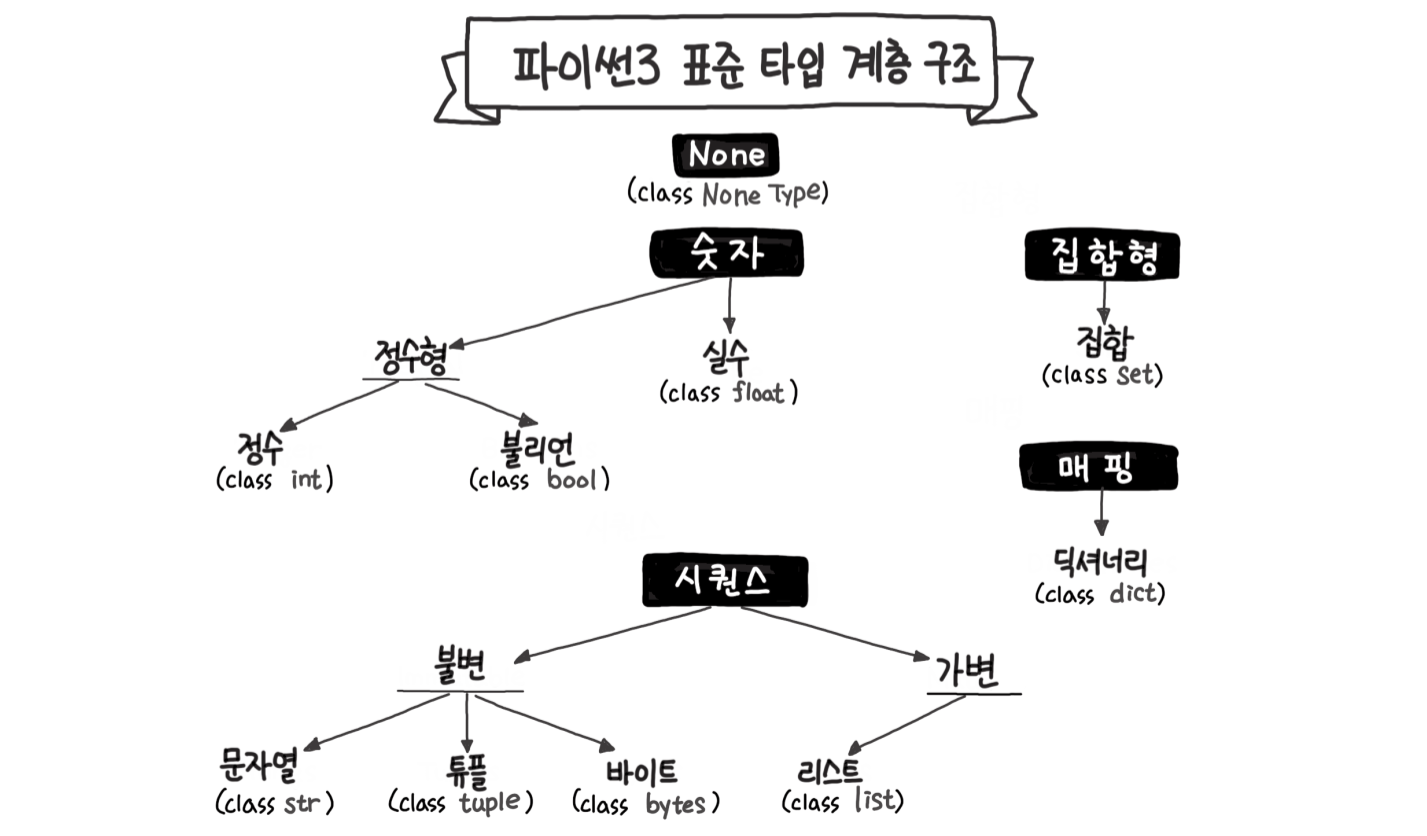 파이썬3 표준 타입 계층 구조
None
(class None Type)
숫자
집합형
정수형
실수
(class float)
집합
(class set)
정수
(class int)
불리언
(class bool)
매핑
딕셔너리
(class dict)
시퀀스
불변
가변
문자열
(class str)
튜플
(class tuple)
바이트
(class bytes)
리스트
(class list)